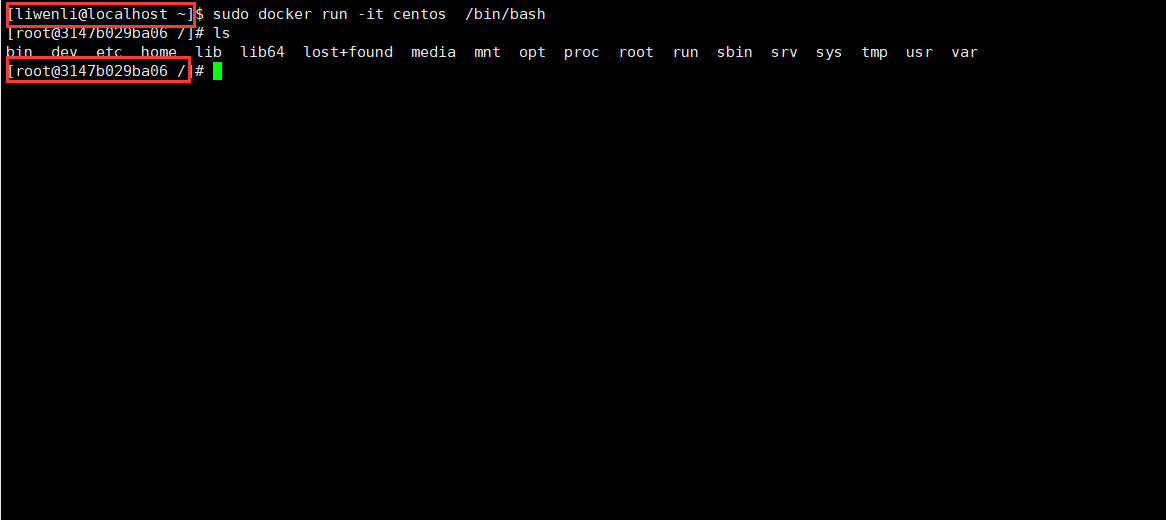 [liwenli@localhost ~]$ sudo docker run -it centos  /bin/bash
[root@3147b029ba06 /]# ls
bin  dev  etc  home  lib  lib64  lost+found  media  mnt  opt  proc  root  run  sbin  srv  sys  tmp  usr  var
[root@3147b029ba06 /]#